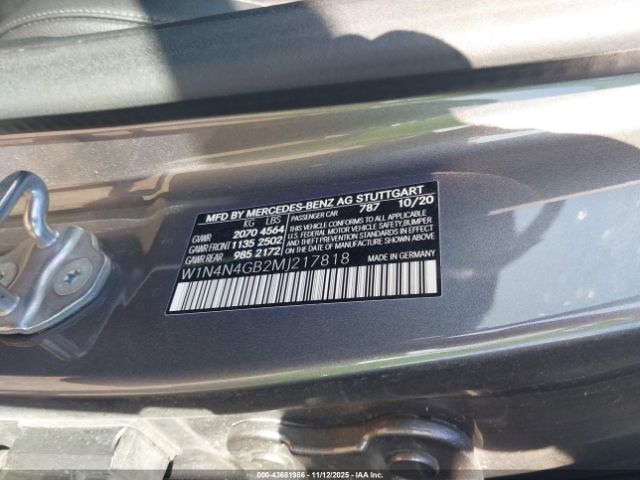 MFD BY MERCEDES-BENZ AG STUTTGART
KG LBS PASSENGER CAR 787 10/20
GVWR 2070 4564 THIS VEHICLE CONFORMS TO ALL APPLICABLE
GAWR FRONT 1135 2502 FEDERAL MOTOR VEHICLE SAFETY, BUMPER
GAWR REAR 985 2172 AND THEFT PREVENTION STANDARDS IN EFFECT ON THE DATE OF MANUFACTURE SHOWN ABOVE.
W1N4N4GB2MJ217818 MADE IN GERMANY
000-43681986 - 11/12/2025 - IAAI.com